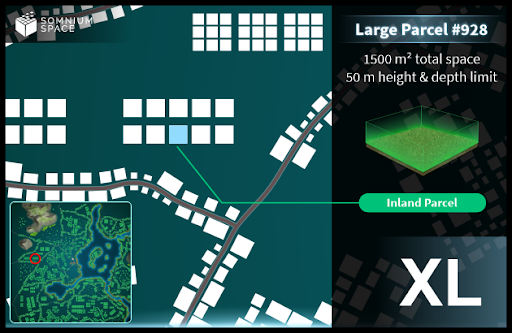 SOMNIUM
SPACE
Large Parcel #928
1500 m² total space
50 m height & depth limit
Inland Parcel
XL